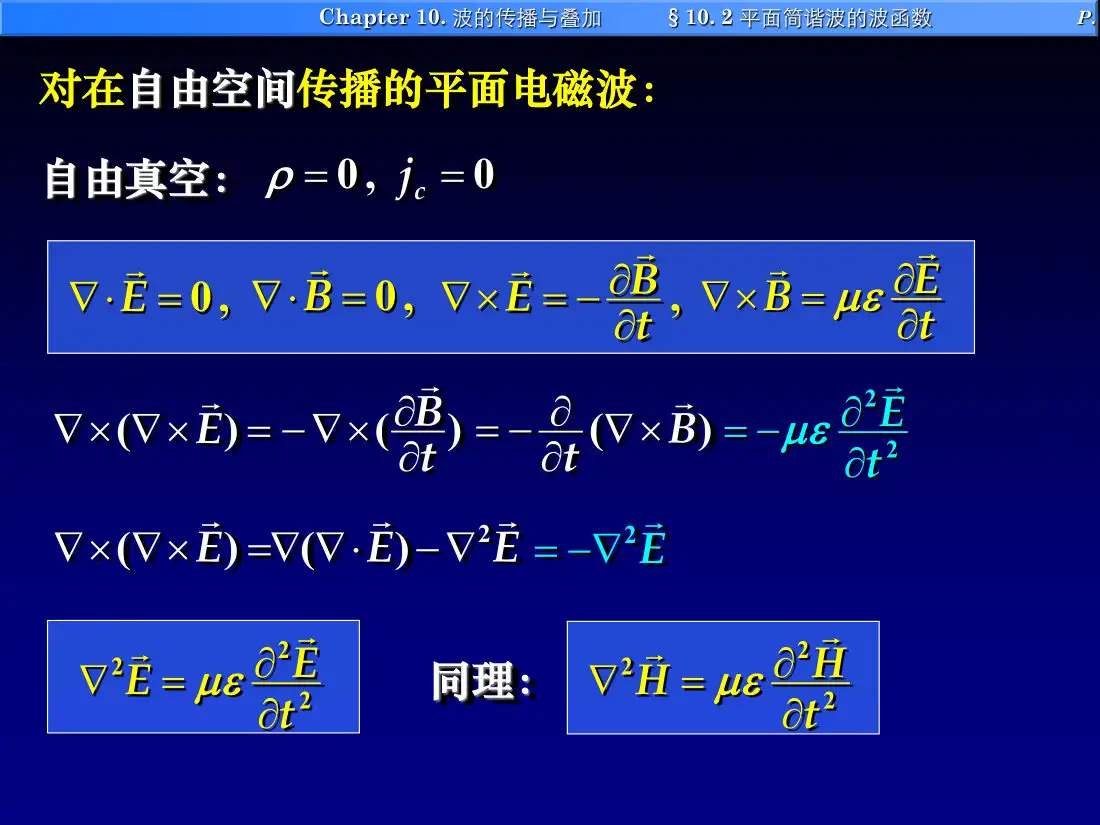 Chapter 10. 波的传播与叠加 §10. 2 平面简谐波的波函数 P.
对在自由空间传播的平面电磁波：
自由真空： ρ = 0 , j_c = 0
∇·E⃗ = 0 , ∇·B⃗ = 0 , ∇×E⃗ = −∂B⃗/∂t , ∇×B⃗ = με ∂E⃗/∂t
∇×(∇×E⃗) = −∇×(∂B⃗/∂t) = −∂/∂t (∇×B⃗) = −με ∂²E⃗/∂t²
∇×(∇×E⃗) =∇(∇·E⃗) − ∇²E⃗ = −∇²E⃗
∇²E⃗ = με ∂²E⃗/∂t² 同理： ∇²H⃗ = με ∂²H⃗/∂t²